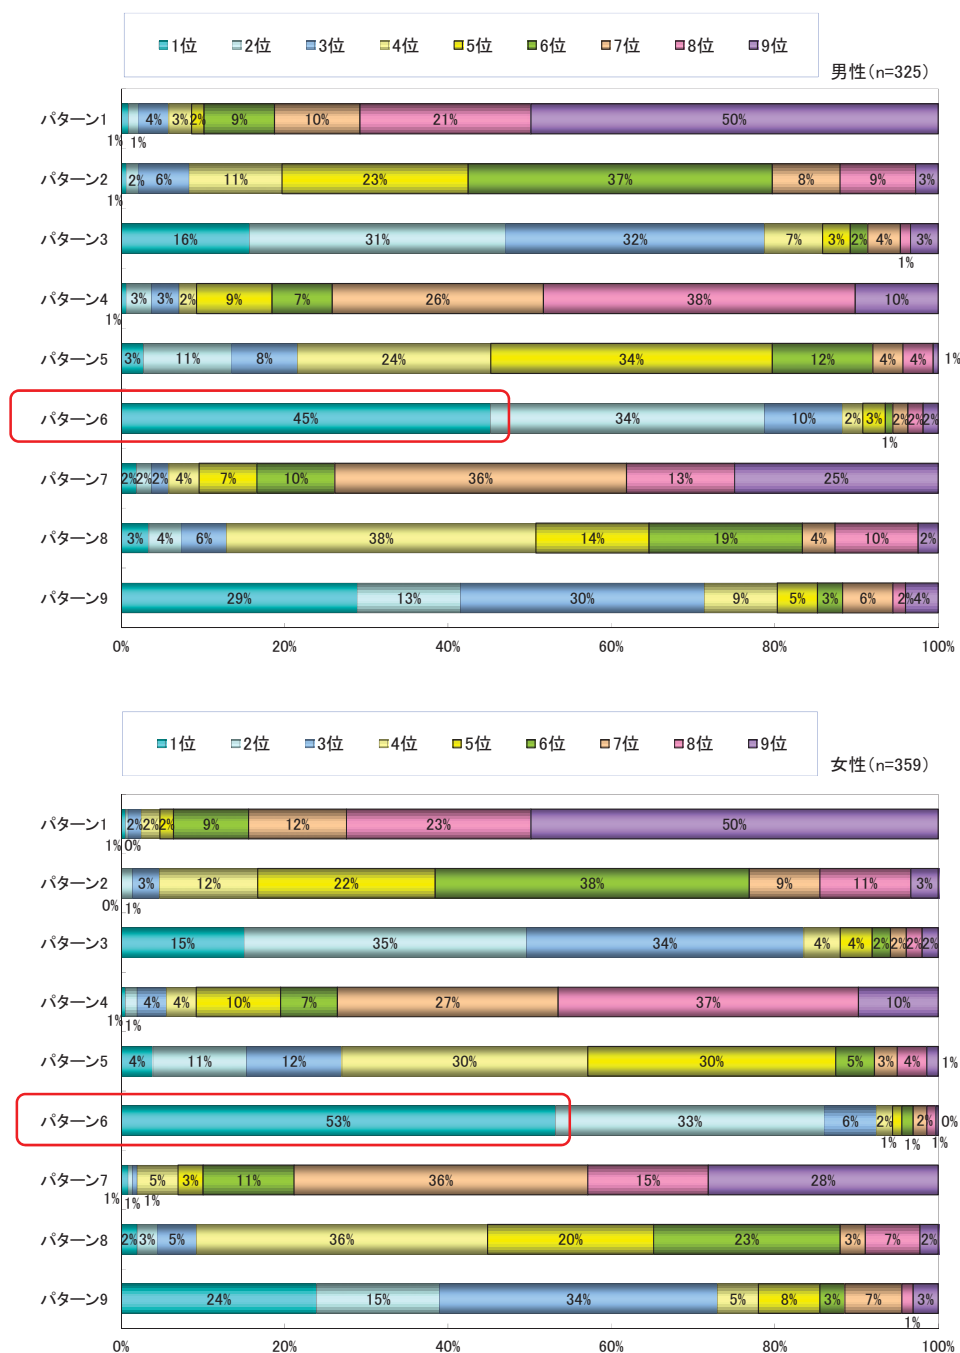 1位 2位 3位 4位 5位 6位 7位 8位 9位
男性(n=325)
パターン1 4% 3% 2% 9% 10% 21% 50%
1% 1%
パターン2 2% 6% 11% 23% 37% 8% 9% 3%
1%
パターン3 16% 31% 32% 7% 3% 2% 4% 3%
1%
パターン4 3% 3% 2% 9% 7% 26% 38% 10%
1%
パターン5 3% 11% 8% 24% 34% 12% 4% 4% 1%
パターン6 45% 34% 10% 2% 3% 2% 2% 2%
1%
パターン7 2% 2% 2% 4% 7% 10% 36% 13% 25%
パターン8 3% 4% 6% 38% 14% 19% 4% 10% 2%
パターン9 29% 13% 30% 9% 5% 3% 6% 2% 4%
0% 20% 40% 60% 80% 100%
1位 2位 3位 4位 5位 6位 7位 8位 9位
女性(n=359)
パターン1 2% 2% 2% 9% 12% 23% 50%
1% 0%
パターン2 3% 12% 22% 38% 9% 11% 3%
0% 1%
パターン3 15% 35% 34% 4% 4% 2% 2% 2% 2%
パターン4 4% 4% 10% 7% 27% 37% 10%
1% 1%
パターン5 4% 11% 12% 30% 30% 5% 3% 4% 1%
パターン6 53% 33% 6% 2% 2% 0%
1% 1% 1%
パターン7 5% 3% 11% 36% 15% 28%
1% 1% 1%
パターン8 2% 3% 5% 36% 20% 23% 3% 7% 2%
パターン9 24% 15% 34% 5% 8% 3% 7% 3%
1%
0% 20% 40% 60% 80% 100%